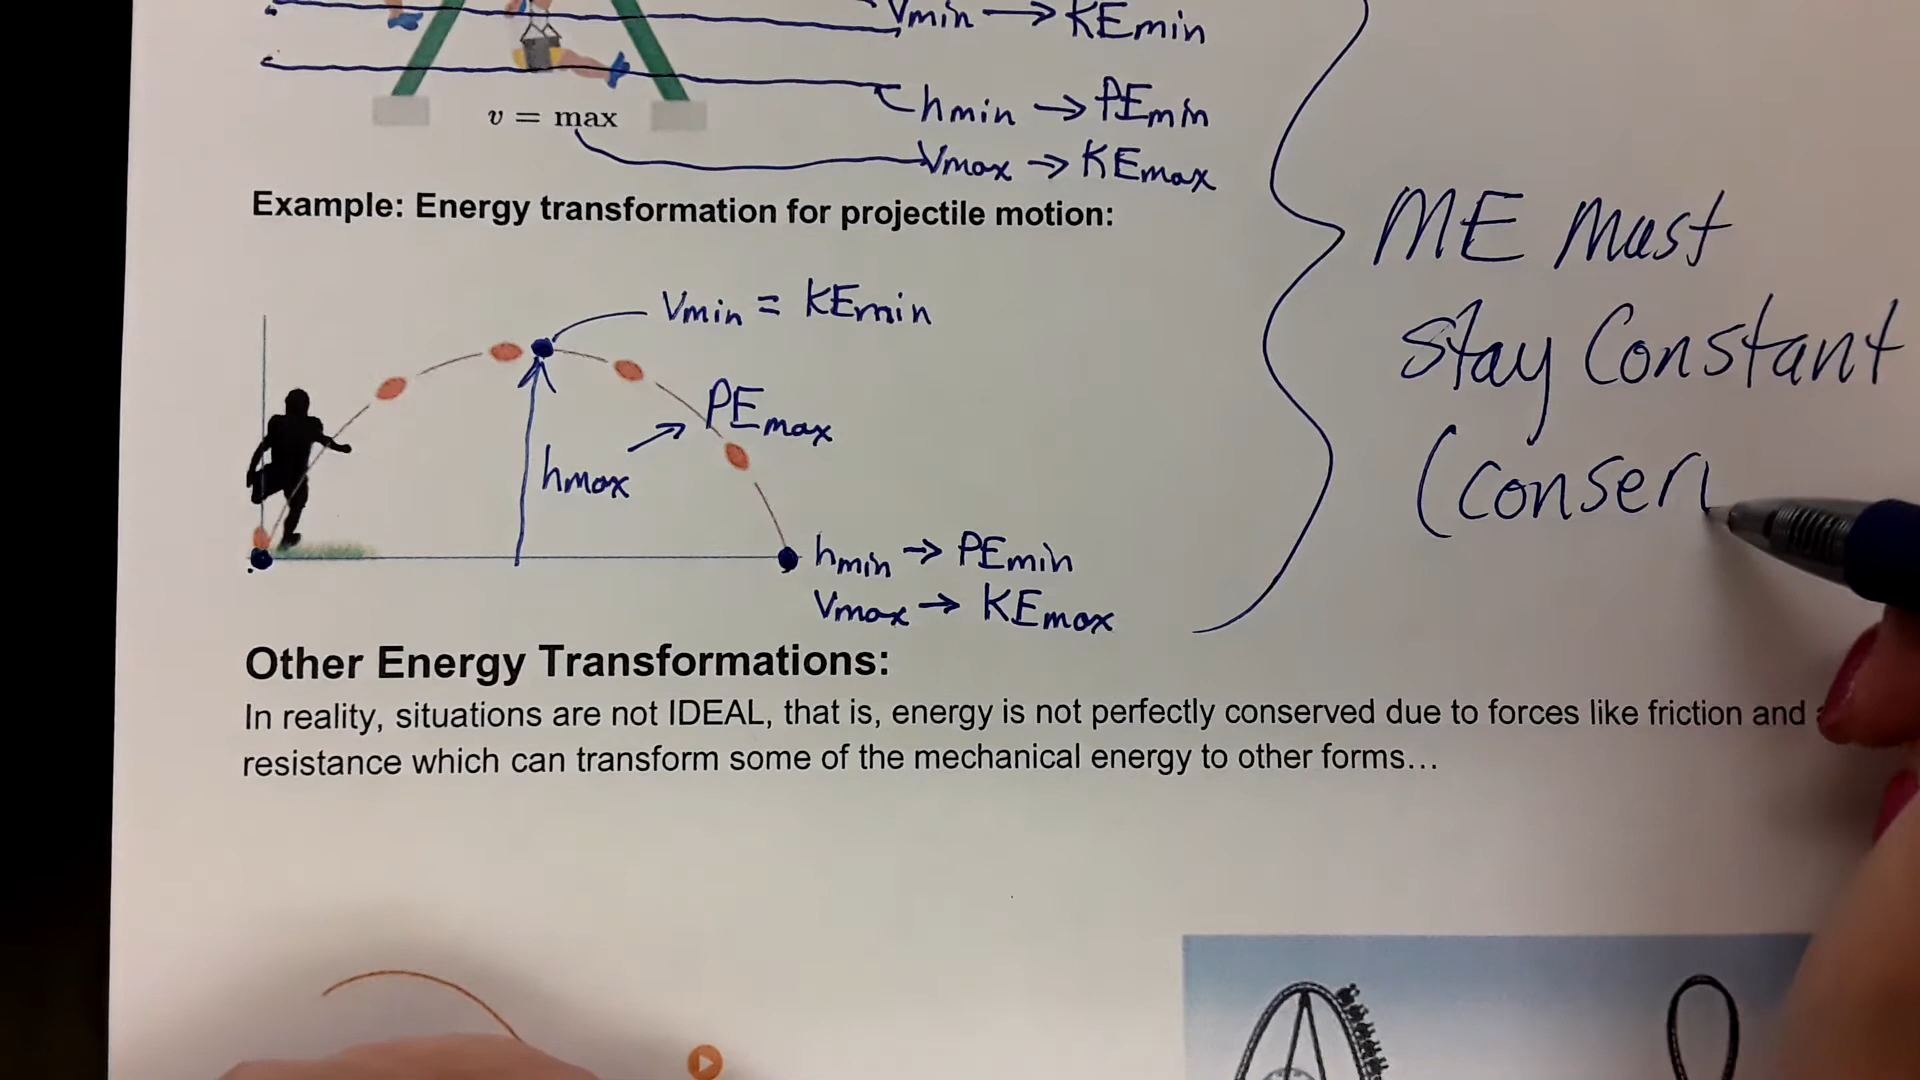 Vmin → KEmin
hmin → PEmin
v = max
Vmax → KEmax
Example: Energy transformation for projectile motion:
Vmin = KEmin
PEmax
hmax
hmin → PEmin
Vmax → KEmax
ME Must
Stay Constant
(conser
Other Energy Transformations:
In reality, situations are not IDEAL, that is, energy is not perfectly conserved due to forces like friction and
resistance which can transform some of the mechanical energy to other forms…